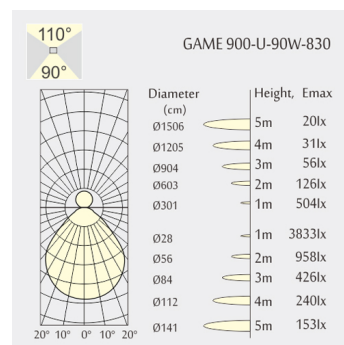 110°
90°
GAME 900-U-90W-830
Diameter Height, Emax
(cm)
Ø1506 5m 20lx
Ø1205 4m 31lx
Ø904 3m 56lx
Ø603 2m 126lx
Ø301 1m 504lx
Ø28 1m 3833lx
Ø56 2m 958lx
Ø84 3m 426lx
Ø112 4m 240lx
Ø141 5m 153lx
20° 10° 0° 10° 20°